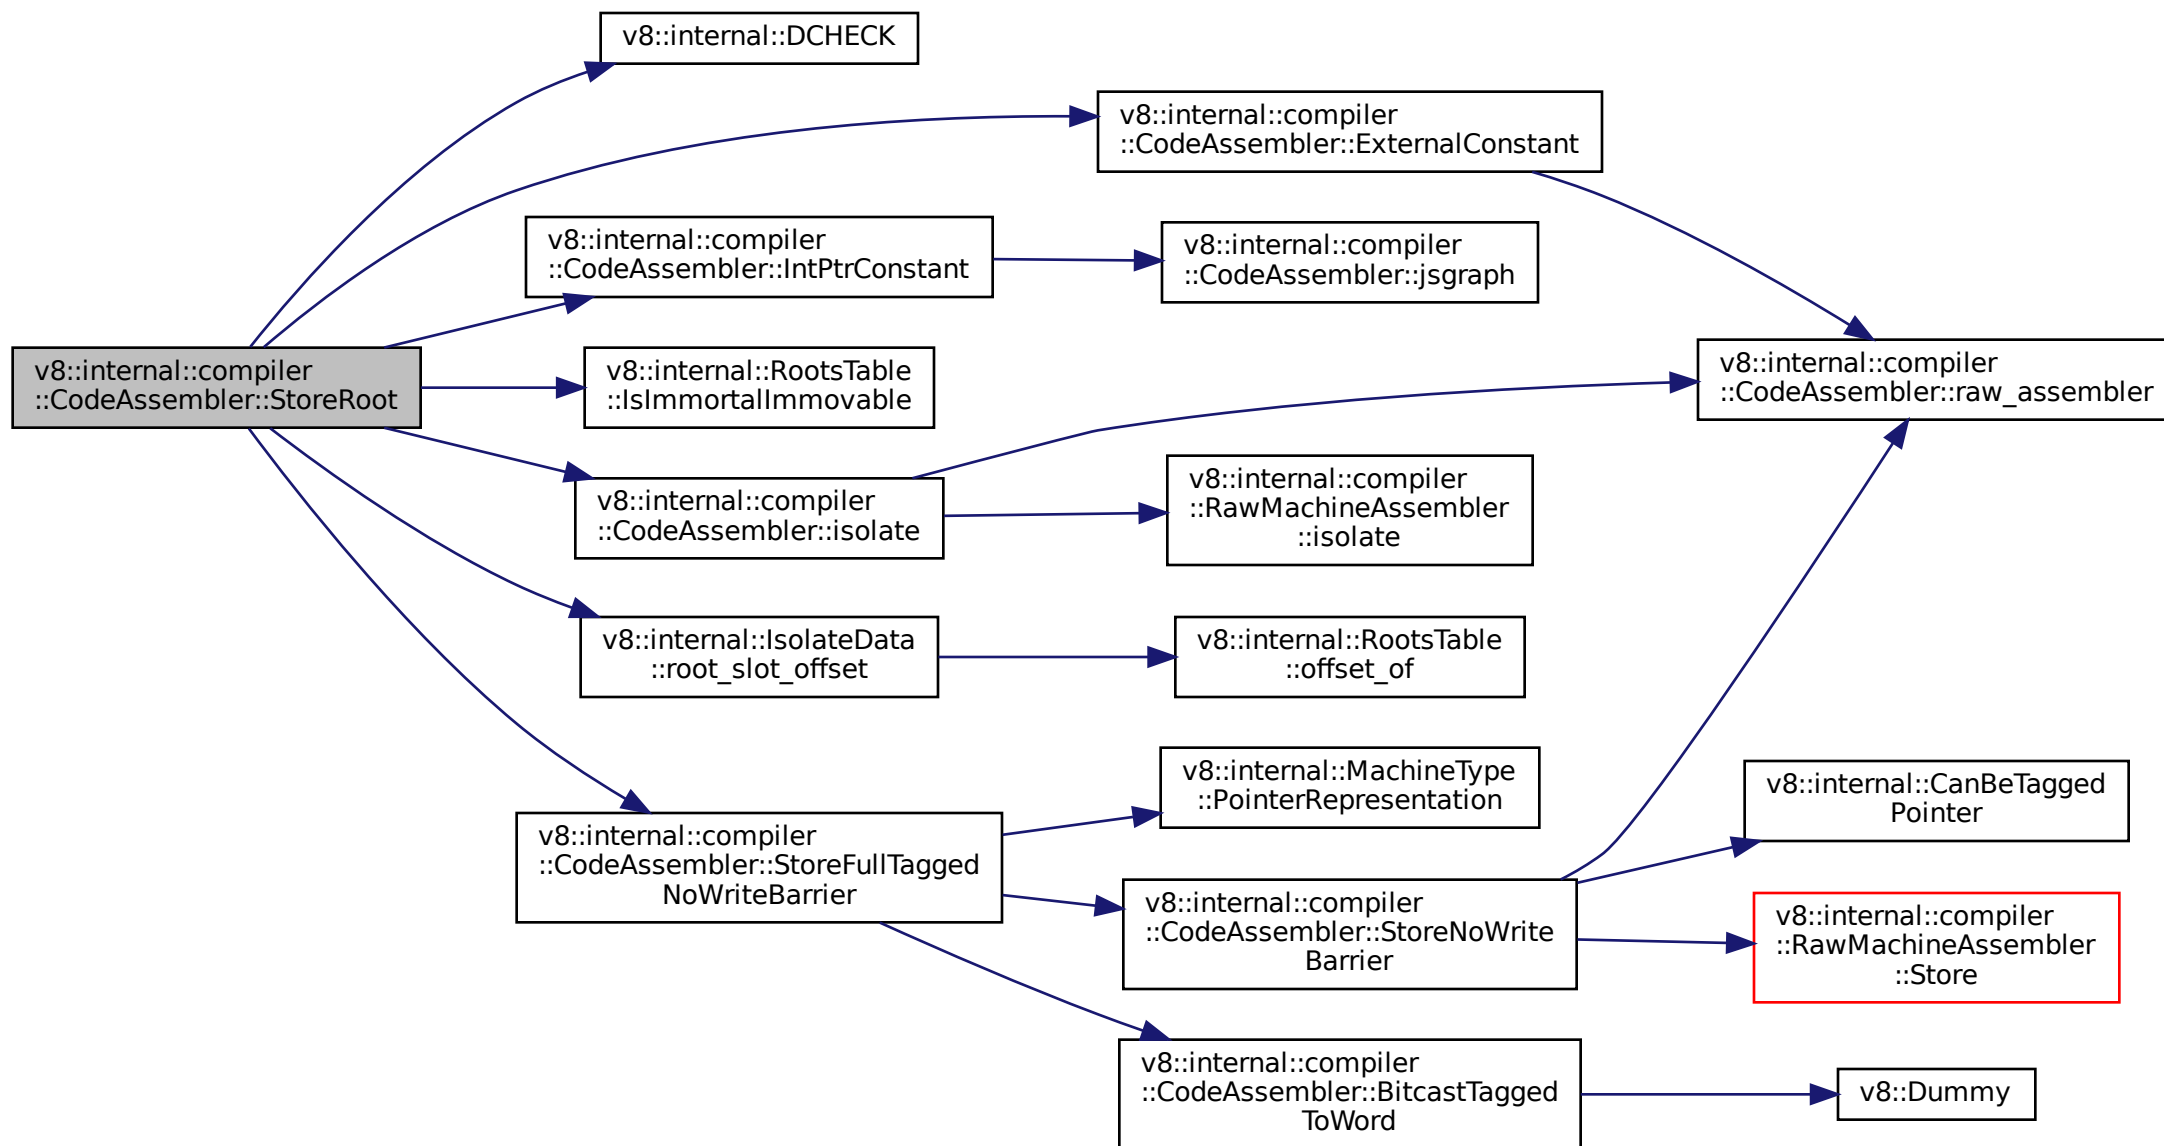 v8::internal::DCHECK
v8::internal::compiler
::CodeAssembler::ExternalConstant
v8::internal::compiler
::CodeAssembler::IntPtrConstant
v8::internal::compiler
::CodeAssembler::jsgraph
v8::internal::compiler
::CodeAssembler::StoreRoot
v8::internal::RootsTable
::IsImmortalImmovable
v8::internal::compiler
::CodeAssembler::raw_assembler
v8::internal::compiler
::CodeAssembler::isolate
v8::internal::compiler
::RawMachineAssembler
::isolate
v8::internal::IsolateData
::root_slot_offset
v8::internal::RootsTable
::offset_of
v8::internal::MachineType
::PointerRepresentation
v8::internal::CanBeTagged
Pointer
v8::internal::compiler
::CodeAssembler::StoreFullTagged
NoWriteBarrier
v8::internal::compiler
::CodeAssembler::StoreNoWrite
Barrier
v8::internal::compiler
::RawMachineAssembler
::Store
v8::internal::compiler
::CodeAssembler::BitcastTagged
ToWord
v8::Dummy